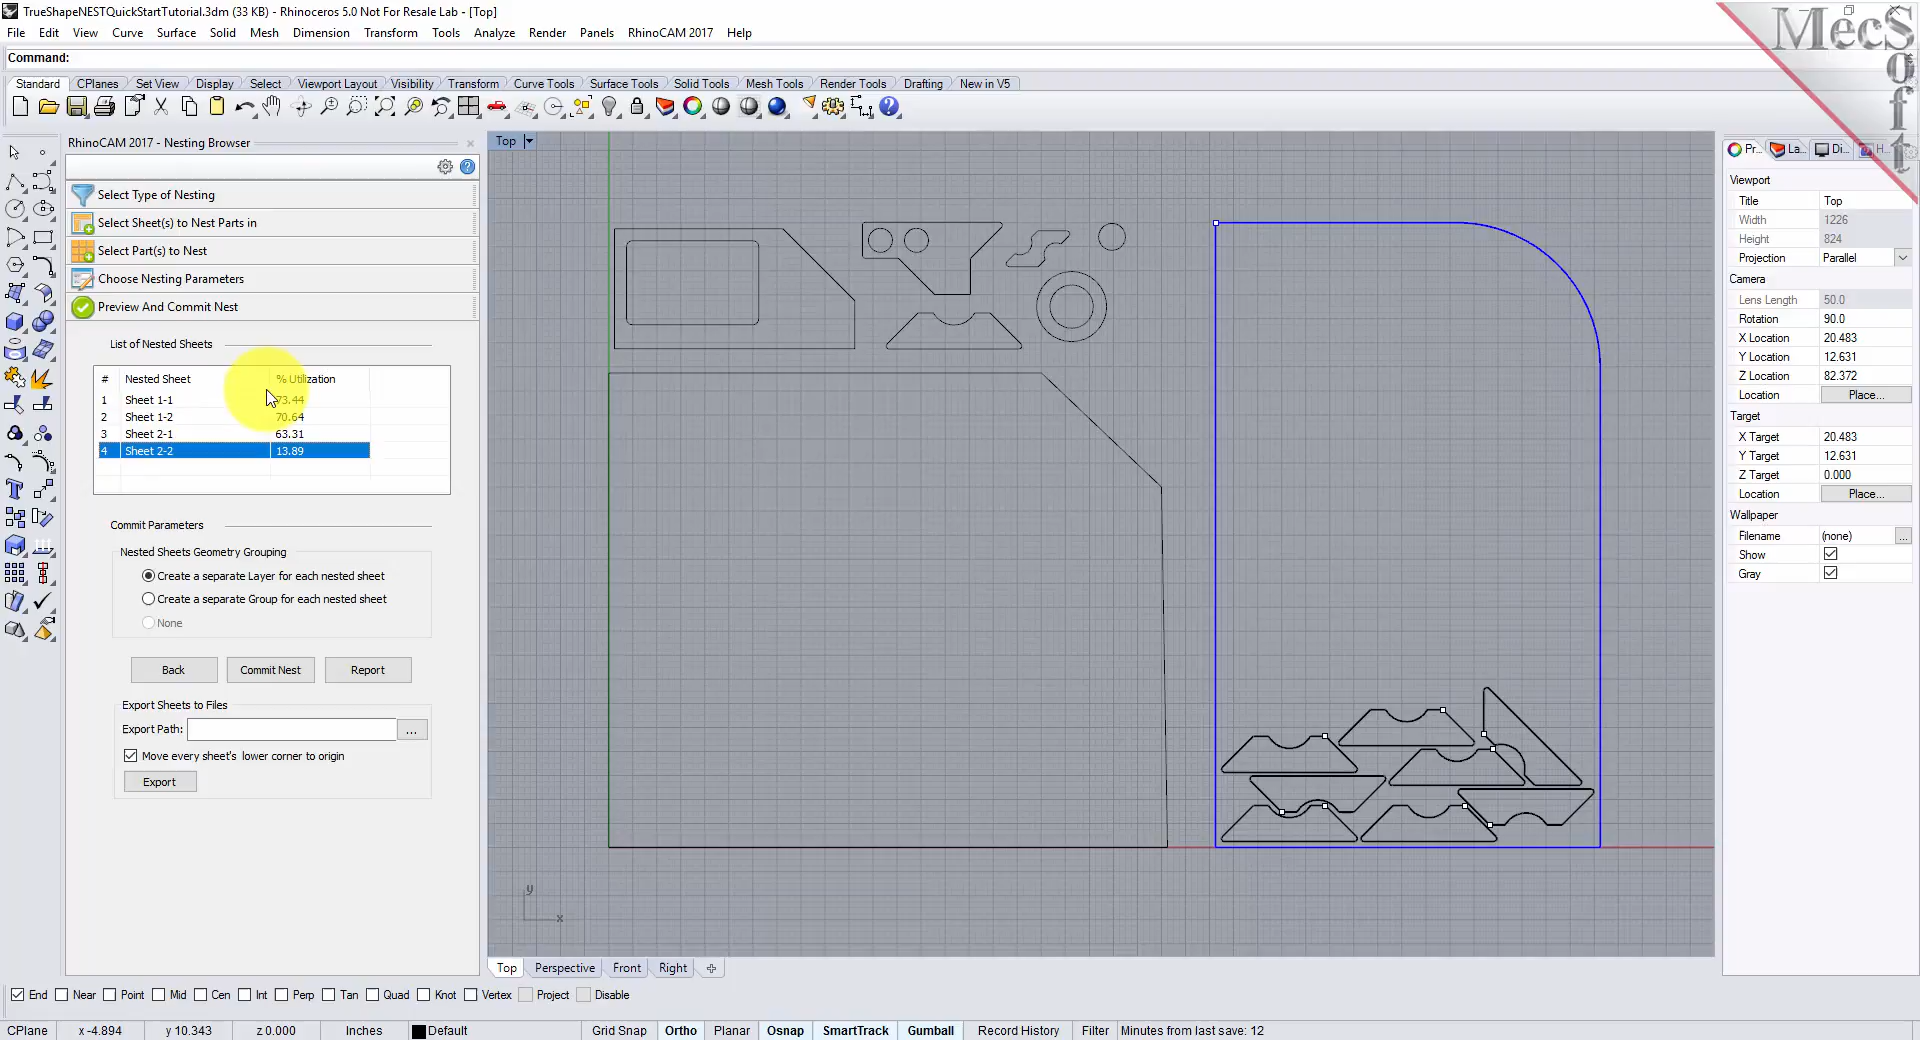 TrueShapeNESTQuickStartTutorial.3dm (33 KB) - Rhinoceros 5.0 Not For Resale Lab - [Top]
File Edit View Curve Surface Solid Mesh Dimension Transform Tools Analyze Render Panels RhinoCAM 2017 Help
Command:
Standard CPlanes Set View Display Select Viewport Layout Visibility Transform Curve Tools Surface Tools Solid Tools Mesh Tools Render Tools Drafting New in V5
MecSoft
RhinoCAM 2017 - Nesting Browser
Select Type of Nesting
Select Sheet(s) to Nest Parts in
Select Part(s) to Nest
Choose Nesting Parameters
Preview And Commit Nest
List of Nested Sheets
# Nested Sheet % Utilization
1 Sheet 1-1 73.44
2 Sheet 1-2 70.64
3 Sheet 2-1 63.31
4 Sheet 2-2 13.89
Commit Parameters
Nested Sheets Geometry Grouping
Create a separate Layer for each nested sheet
Create a separate Group for each nested sheet
None
Back Commit Nest Report
Export Sheets to Files
Export Path: ...
Move every sheet's lower corner to origin
Export
Top
y
x
Top Perspective Front Right
Pr... La... Di... H...
Viewport
Title Top
Width 1226
Height 824
Projection Parallel
Camera
Lens Length 50.0
Rotation 90.0
X Location 20.483
Y Location 12.631
Z Location 82.372
Location Place...
Target
X Target 20.483
Y Target 12.631
Z Target 0.000
Location Place...
Wallpaper
Filename (none) ...
Show
Gray
End Near Point Mid Cen Int Perp Tan Quad Knot Vertex Project Disable
CPlane x -4.894 y 10.343 z 0.000 Inches Default Grid Snap Ortho Planar Osnap SmartTrack Gumball Record History Filter Minutes from last save: 12